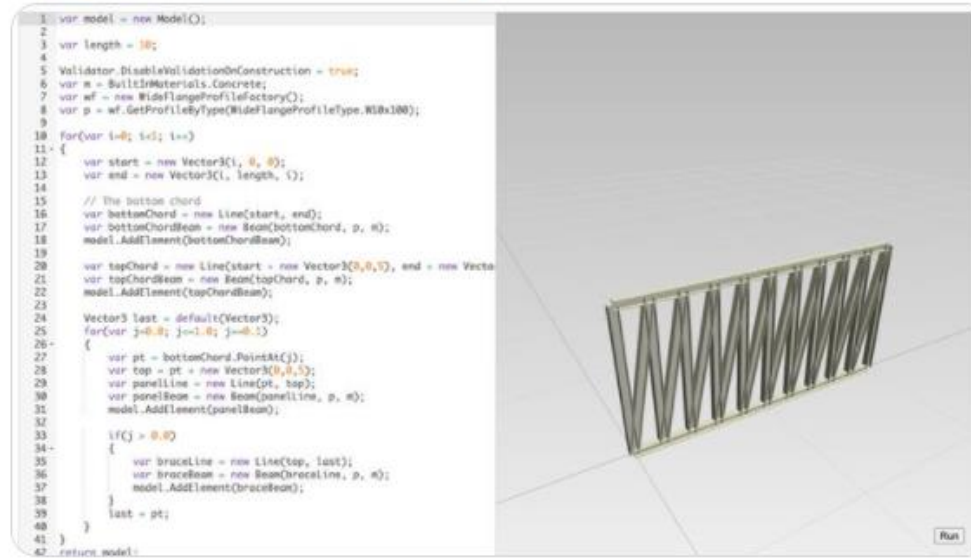 1 var model = new Model();
2
3 var length = 30;
4
5 Validator.DisableValidationOnConstruction = true;
6 var m = BuiltInMaterials.Concrete;
7 var wf = new WideFlangeProfileFactory();
8 var p = wf.GetProfileByType(WideFlangeProfileType.W10x100);
9
10 for(var i=0; i<1; i++)
11 {
12 var start = new Vector3(i, 0, 0);
13 var end = new Vector3(i, length, i);
14
15 // The bottom chord
16 var bottomChord = new Line(start, end);
17 var bottomChordBeam = new Beam(bottomChord, p, m);
18 model.AddElement(bottomChordBeam);
19
20 var topChord = new Line(start + new Vector3(0,0,5), end + new Vecto
21 var topChordBeam = new Beam(topChord, p, m);
22 model.AddElement(topChordBeam);
23
24 Vector3 last = default(Vector3);
25 for(var j=0.0; j<=1.0; j+=0.1)
26 {
27 var pt = bottomChord.PointAt(j);
28 var top = pt + new Vector3(0,0,5);
29 var panelLine = new Line(pt, top);
30 var panelBeam = new Beam(panelLine, p, m);
31 model.AddElement(panelBeam);
32
33 if(j > 0.0)
34 {
35 var braceLine = new Line(top, last);
36 var braceBeam = new Beam(braceLine, p, m);
37 model.AddElement(braceBeam);
38 }
39 last = pt;
40 }
41 }
42 return model;
Run